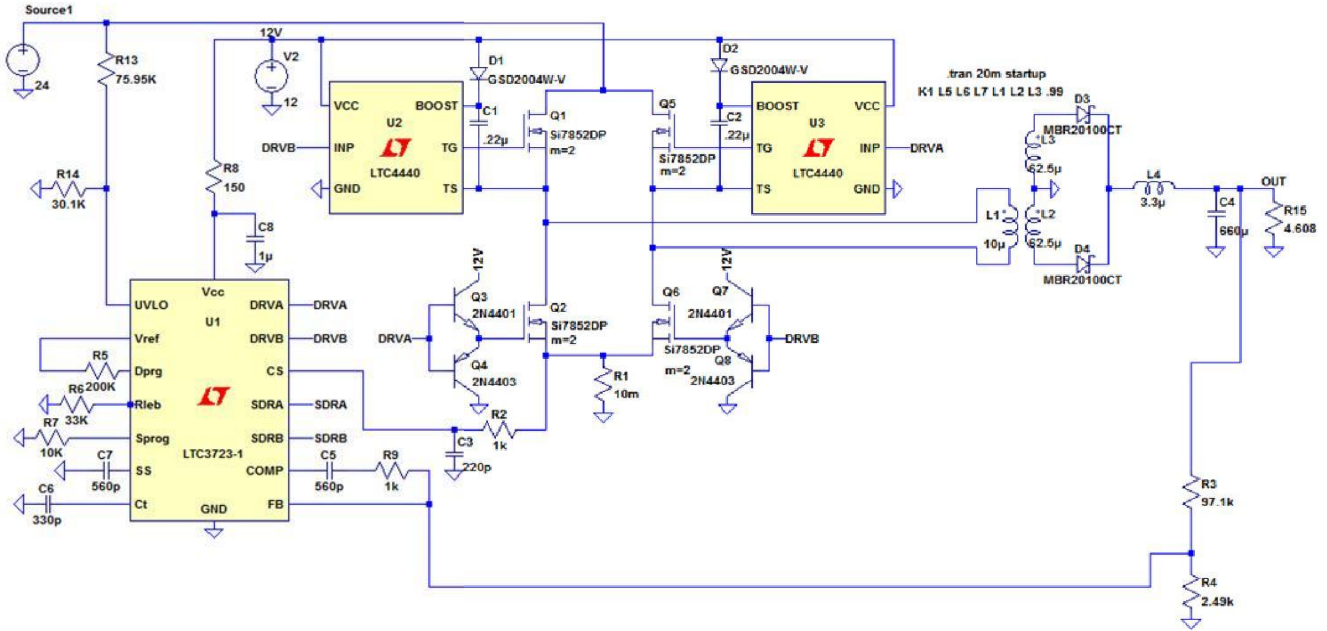 Source1
24
R13
75.95K
R14
30.1K
12V
V2
12
R8
150
C8
1µ
VCC
BOOST
U2
DRVB
INP
TG
LTC4440
GND
TS
D1
GSD2004W-V
C1
.22µ
Q1
Si7852DP
m=2
Q5
Si7852DP
m=2
D2
GSD2004W-V
C2
.22µ
BOOST
VCC
U3
TG
INP
DRVA
LTC4440
TS
GND
.tran 20m startup
K1 L5 L6 L7 L1 L2 L3 .99
D3
MBR20100CT
L3
62.5µ
L1
10µ
L2
62.5µ
D4
MBR20100CT
L4
3.3µ
OUT
C4
660µ
R15
4.608
12V
Q3
2N4401
DRVA
Q4
2N4403
Q2
Si7852DP
m=2
Q6
Si7852DP
m=2
12V
Q7
2N4401
DRVB
Q8
2N4403
R1
10m
Vcc
UVLO
U1
DRVA
DRVA
Vref
DRVB
DRVB
R5
200K
Dprg
CS
R6
33K
Rleb
SDRA
SDRA
R7
10K
Sprog
SDRB
SDRB
LTC3723-1
C7
560p
SS
COMP
C5
560p
R9
1k
C6
330p
Ct
GND
FB
R2
1k
C3
220p
R3
97.1k
R4
2.49k